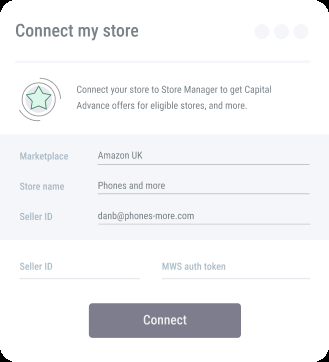 Connect my store
Connect your store to Store Manager to get Capital
Advance offers for eligible stores, and more.
Marketplace Amazon UK
Store name Phones and more
Seller ID danb@phones-more.com
Seller ID MWS auth token
Connect